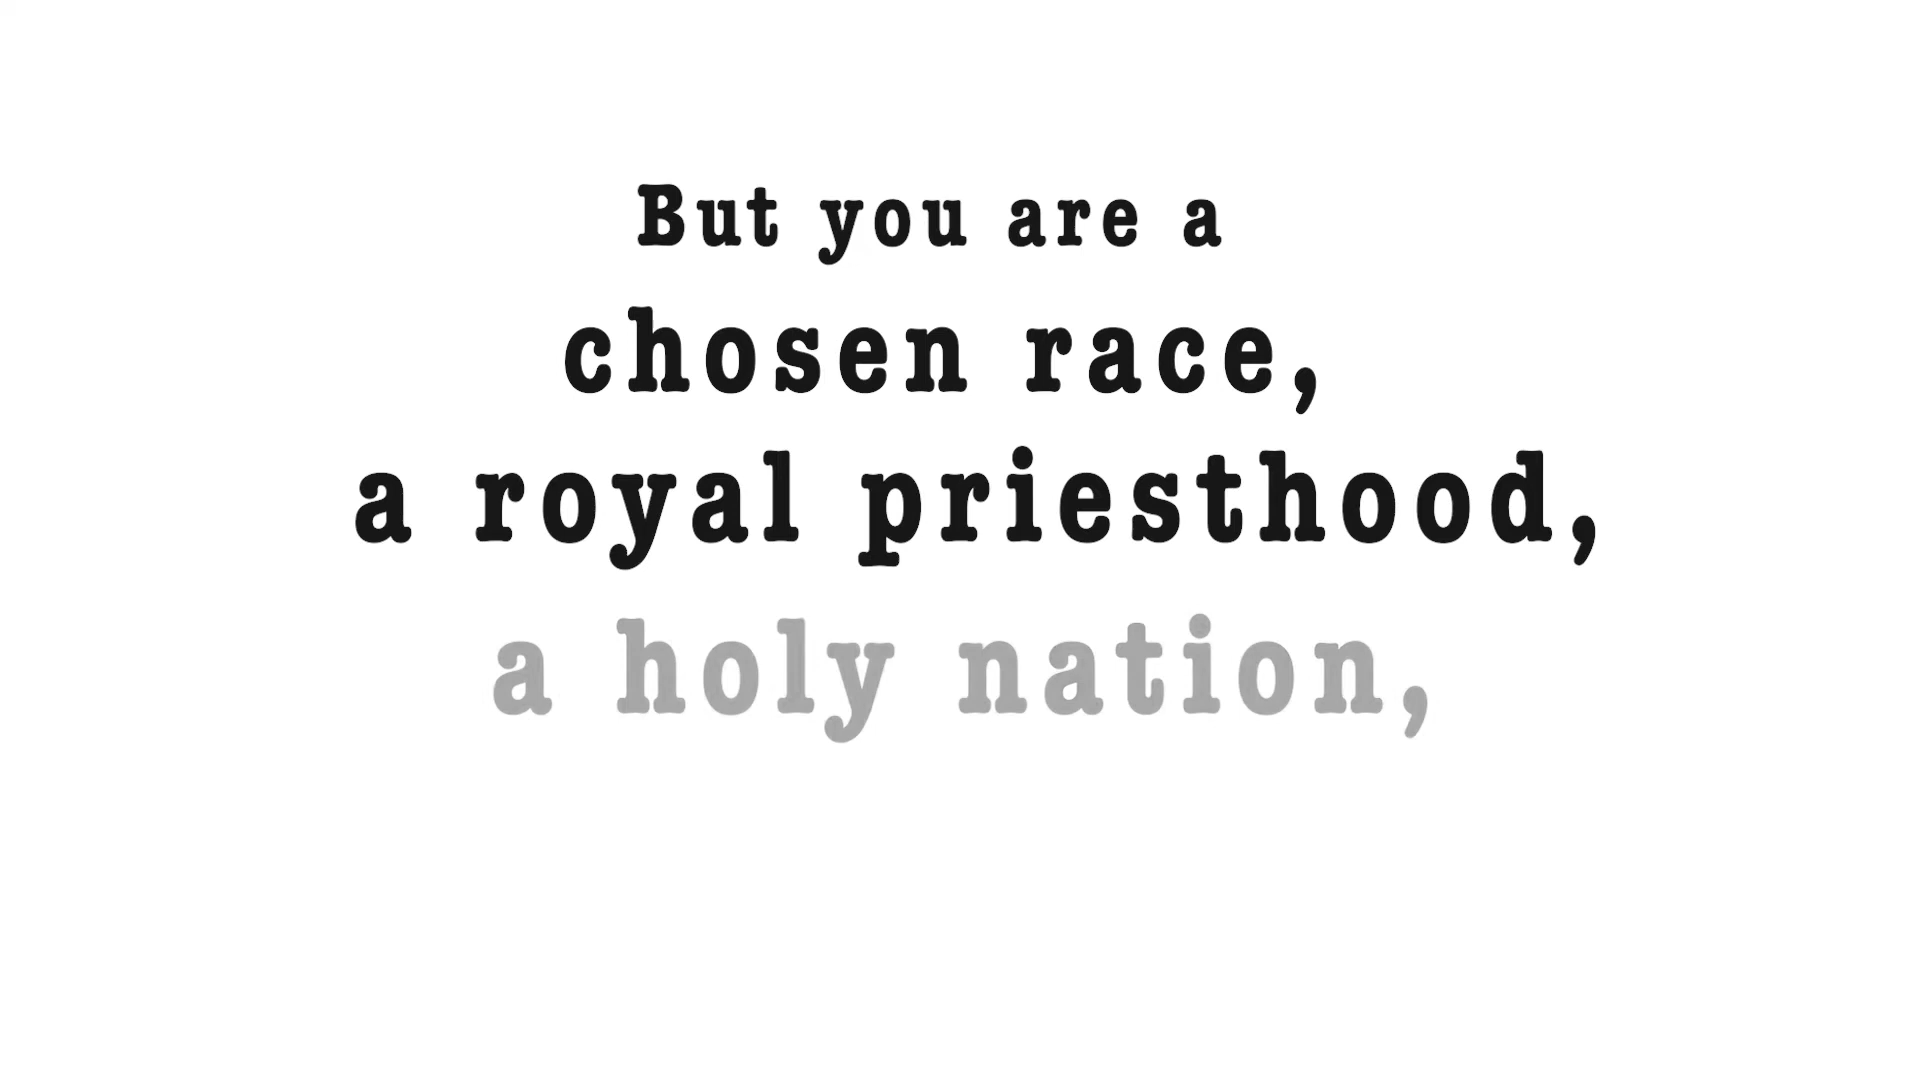 But you are a
chosen race,
a royal priesthood,
a holy nation,